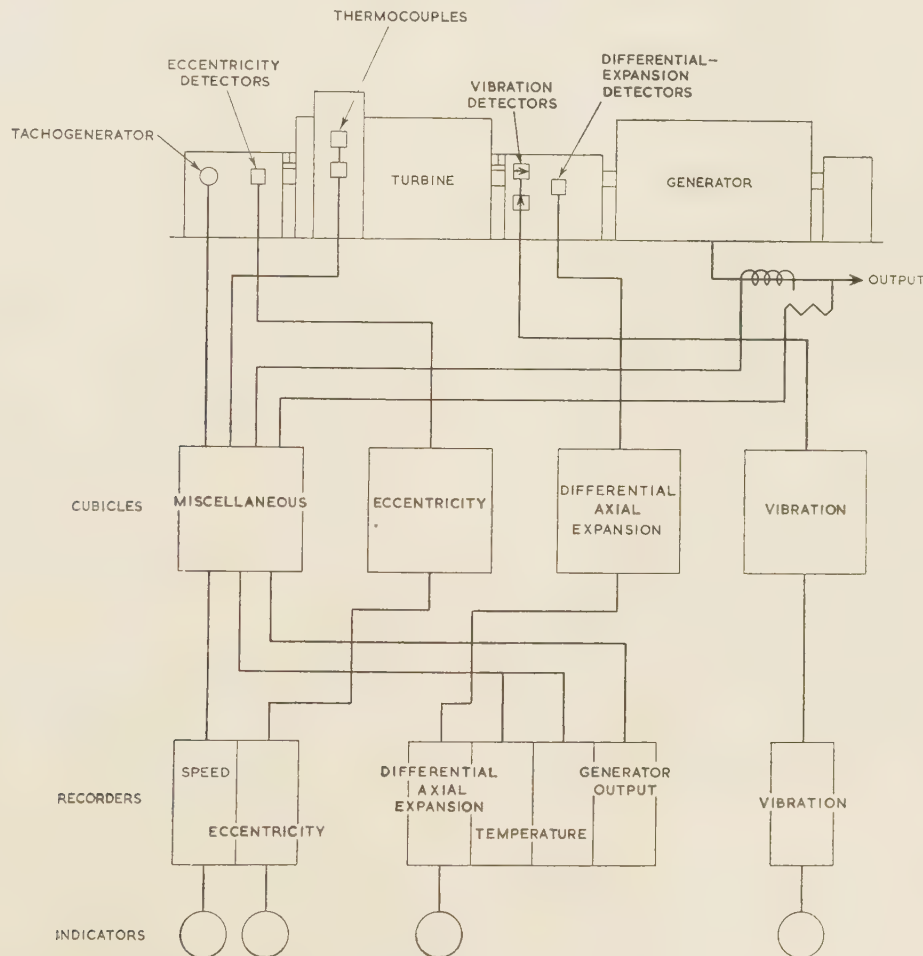 THERMOCOUPLES
ECCENTRICITY
DETECTORS
VIBRATION
DETECTORS
DIFFERENTIAL–
EXPANSION
DETECTORS
TACHOGENERATOR
TURBINE
GENERATOR
OUTPUT
CUBICLES
MISCELLANEOUS
ECCENTRICITY
DIFFERENTIAL
AXIAL
EXPANSION
VIBRATION
RECORDERS
SPEED
ECCENTRICITY
DIFFERENTIAL
AXIAL
EXPANSION
TEMPERATURE
GENERATOR
OUTPUT
VIBRATION
INDICATORS